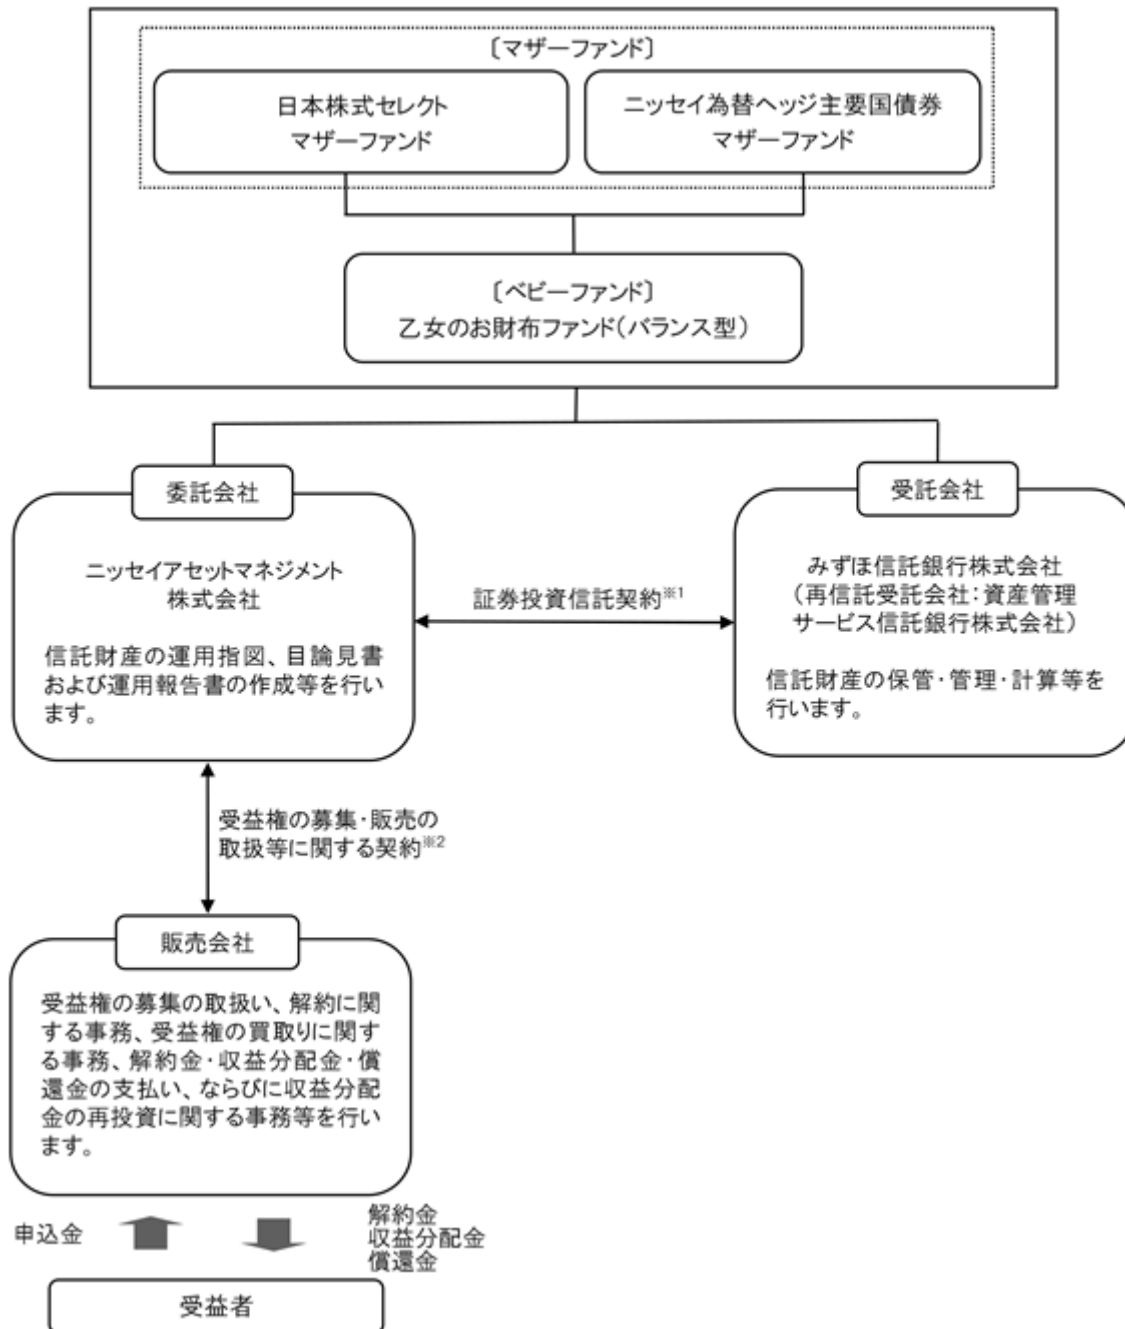 〔マザーファンド〕
日本株式セレクト
マザーファンド
ニッセイ為替ヘッジ主要国債券
マザーファンド
〔ベビーファンド〕
乙女のお財布ファンド(バランス型)
委託会社
ニッセイアセットマネジメント
株式会社
信託財産の運用指図、目論見書
および運用報告書の作成等を行い
ます。
証券投資信託契約※1
受託会社
みずほ信託銀行株式会社
(再信託受託会社:資産管理
サービス信託銀行株式会社)
信託財産の保管・管理・計算等を
行います。
受益権の募集・販売の
取扱等に関する契約※2
販売会社
受益権の募集の取扱い、解約に関
する事務、受益権の買取りに関す
る事務、解約金・収益分配金・償
還金の支払い、ならびに収益分配
金の再投資に関する事務等を行い
ます。
申込金
解約金
収益分配金
償還金
受益者